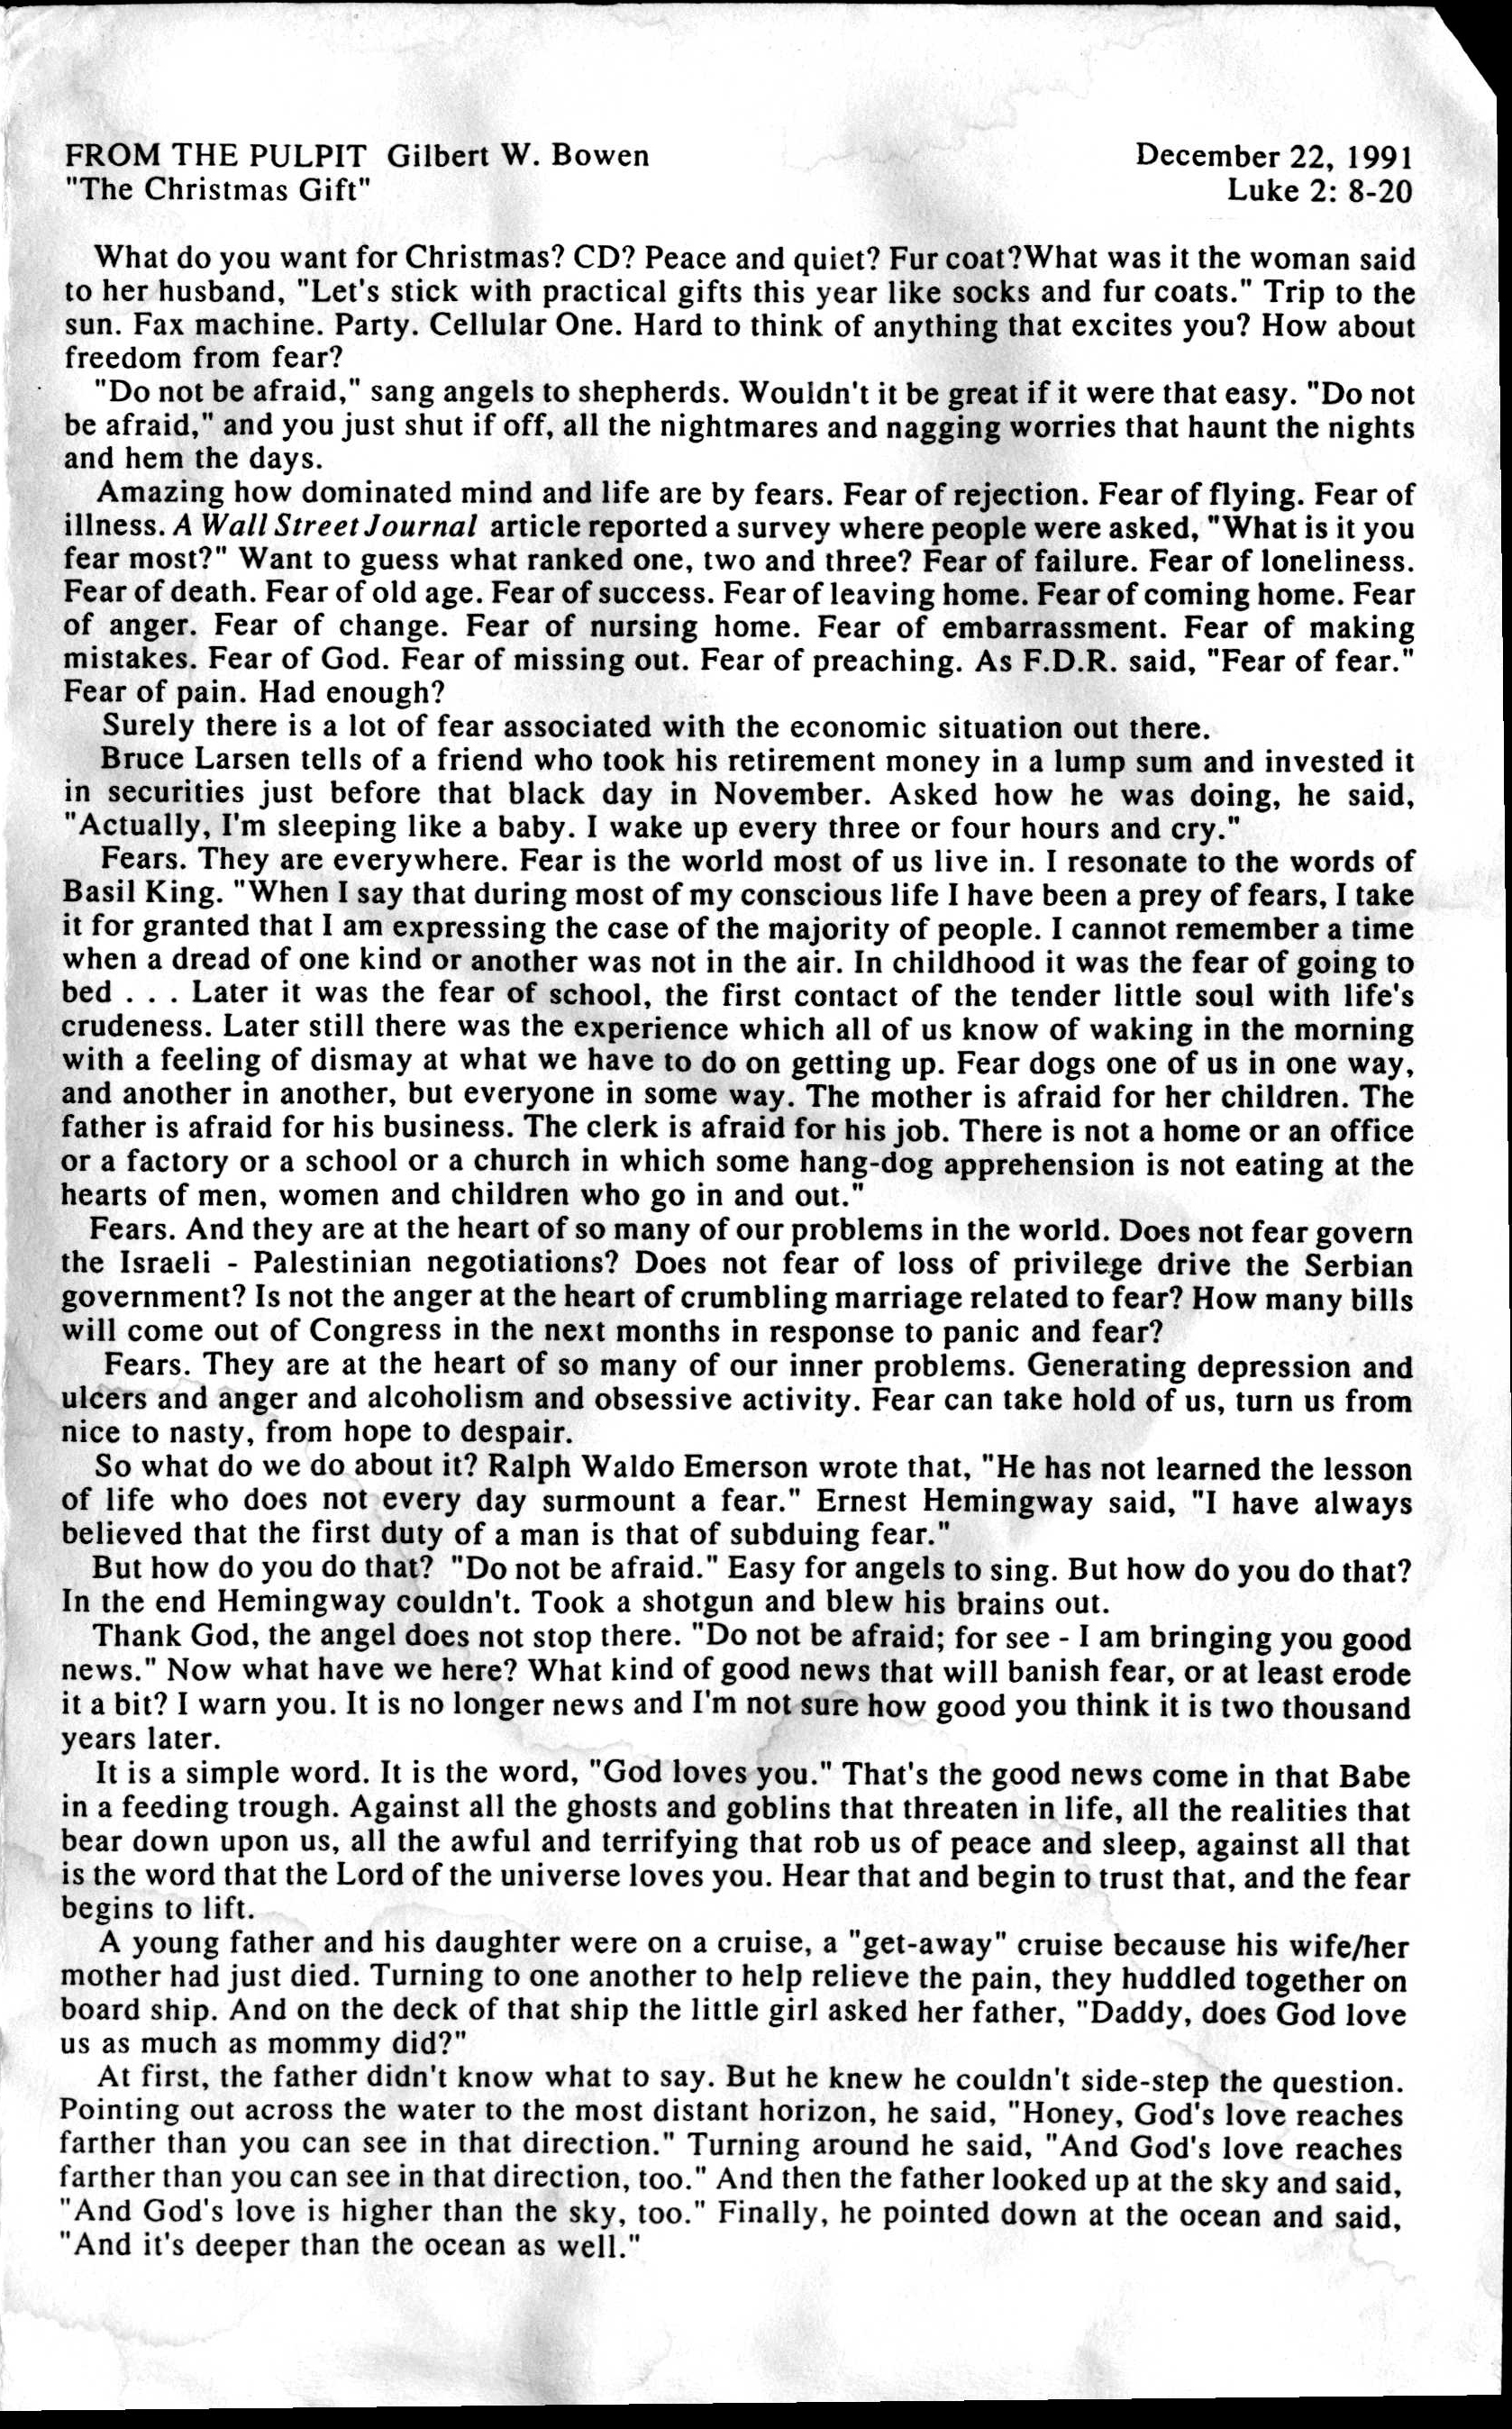 FROM THE PULPIT Gilbert W. Bowen December 22, 1991
"The Christmas Gift" Luke 2: 8-20
What do you want for Christmas? CD? Peace and quiet? Fur coat?What was it the woman said
to her husband, "Let's stick with practical gifts this year like socks and fur coats." Trip to the
sun. Fax machine. Party. Cellular One. Hard to think of anything that excites you? How about
freedom from fear?
"Do not be afraid," sang angels to shepherds. Wouldn't it be great if it were that easy. "Do not
be afraid," and you just shut if off, all the nightmares and nagging worries that haunt the nights
and hem the days.
Amazing how dominated mind and life are by fears. Fear of rejection. Fear of flying. Fear of
illness. A Wall Street Journal article reported a survey where people were asked, "What is it you
fear most?" Want to guess what ranked one, two and three? Fear of failure. Fear of loneliness.
Fear of death. Fear of old age. Fear of success. Fear of leaving home. Fear of coming home. Fear
of anger. Fear of change. Fear of nursing home. Fear of embarrassment. Fear of making
mistakes. Fear of God. Fear of missing out. Fear of preaching. As F.D.R. said, "Fear of fear."
Fear of pain. Had enough?
Surely there is a lot of fear associated with the economic situation out there.
Bruce Larsen tells of a friend who took his retirement money in a lump sum and invested it
in securities just before that black day in November. Asked how he was doing, he said,
"Actually, I'm sleeping like a baby. I wake up every three or four hours and cry."
Fears. They are everywhere. Fear is the world most of us live in. I resonate to the words of
Basil King. "When I say that during most of my conscious life I have been a prey of fears, I take
it for granted that I am expressing the case of the majority of people. I cannot remember a time
when a dread of one kind or another was not in the air. In childhood it was the fear of going to
bed . . . Later it was the fear of school, the first contact of the tender little soul with life's
crudeness. Later still there was the experience which all of us know of waking in the morning
with a feeling of dismay at what we have to do on getting up. Fear dogs one of us in one way,
and another in another, but everyone in some way. The mother is afraid for her children. The
father is afraid for his business. The clerk is afraid for his job. There is not a home or an office
or a factory or a school or a church in which some hang-dog apprehension is not eating at the
hearts of men, women and children who go in and out."
Fears. And they are at the heart of so many of our problems in the world. Does not fear govern
the Israeli - Palestinian negotiations? Does not fear of loss of privilege drive the Serbian
government? Is not the anger at the heart of crumbling marriage related to fear? How many bills
will come out of Congress in the next months in response to panic and fear?
Fears. They are at the heart of so many of our inner problems. Generating depression and
ulcers and anger and alcoholism and obsessive activity. Fear can take hold of us, turn us from
nice to nasty, from hope to despair.
So what do we do about it? Ralph Waldo Emerson wrote that, "He has not learned the lesson
of life who does not every day surmount a fear." Ernest Hemingway said, "I have always
believed that the first duty of a man is that of subduing fear."
But how do you do that? "Do not be afraid." Easy for angels to sing. But how do you do that?
In the end Hemingway couldn't. Took a shotgun and blew his brains out.
Thank God, the angel does not stop there. "Do not be afraid; for see - I am bringing you good
news." Now what have we here? What kind of good news that will banish fear, or at least erode
it a bit? I warn you. It is no longer news and I'm not sure how good you think it is two thousand
years later.
It is a simple word. It is the word, "God loves you." That's the good news come in that Babe
in a feeding trough. Against all the ghosts and goblins that threaten in life, all the realities that
bear down upon us, all the awful and terrifying that rob us of peace and sleep, against all that
is the word that the Lord of the universe loves you. Hear that and begin to trust that, and the fear
begins to lift.
A young father and his daughter were on a cruise, a "get-away" cruise because his wife/her
mother had just died. Turning to one another to help relieve the pain, they huddled together on
board ship. And on the deck of that ship the little girl asked her father, "Daddy, does God love
us as much as mommy did?"
At first, the father didn't know what to say. But he knew he couldn't side-step the question.
Pointing out across the water to the most distant horizon, he said, "Honey, God's love reaches
farther than you can see in that direction." Turning around he said, "And God's love reaches
farther than you can see in that direction, too." And then the father looked up at the sky and said,
"And God's love is higher than the sky, too." Finally, he pointed down at the ocean and said,
"And it's deeper than the ocean as well."